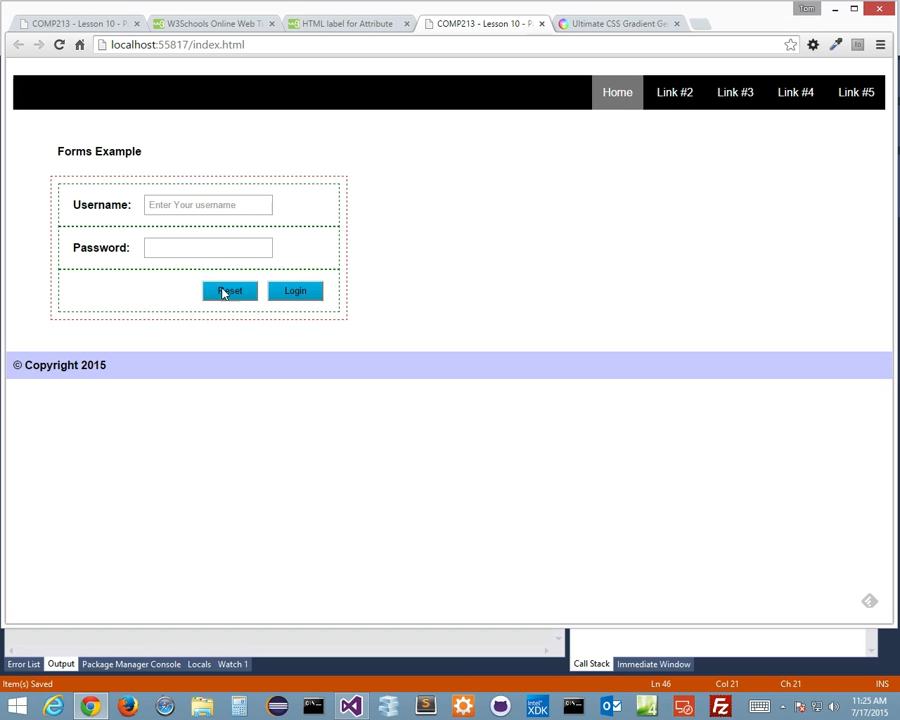 Tom
COMP213 - Lesson 10 - P
W3Schools Online Web T
HTML label for Attribute
COMP213 - Lesson 10 - P
Ultimate CSS Gradient Ge
localhost:55817/index.html
Home Link #2 Link #3 Link #4 Link #5
Forms Example
Username: Enter Your username
Password:
Reset Login
© Copyright 2015
Error List Output Package Manager Console Locals Watch 1
Call Stack Immediate Window
Item(s) Saved Ln 46 Col 21 Ch 21 INS
11:25 AM
7/17/2015